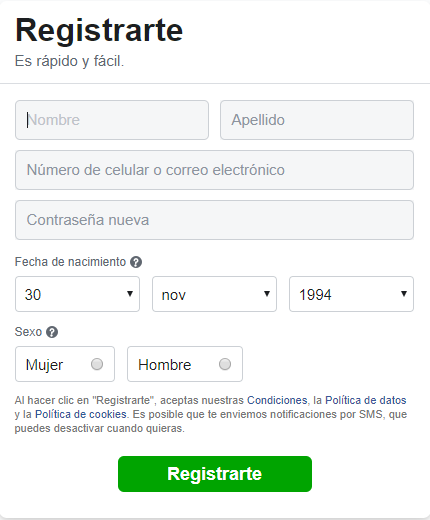 Registrarte
Es rápido y fácil.
Nombre Apellido
Número de celular o correo electrónico
Contraseña nueva
Fecha de nacimiento ?
30 nov 1994
Sexo ?
Mujer Hombre
Al hacer clic en "Registrarte", aceptas nuestras Condiciones, la Política de datos
y la Política de cookies. Es posible que te enviemos notificaciones por SMS, que
puedes desactivar cuando quieras.
Registrarte